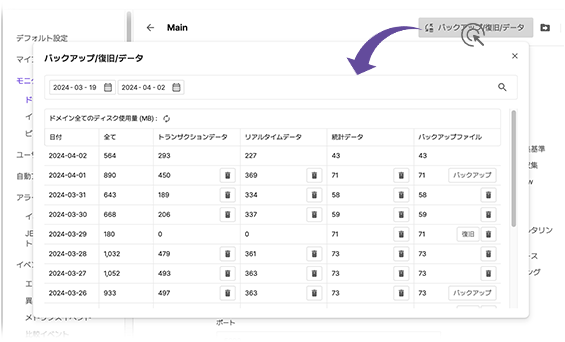 デフォルト設定
← Main
バックアップ/復旧/データ
バックアップ/復旧/データ
2024-03-19
2024-04-02
ドメイン全てのディスク使用量 (MB) :
日付 全て トランザクションデータ リアルタイムデータ 統計データ バックアップファイル
2024-04-02 564 293 227 43 43
2024-04-01 890 450 369 71 71 バックアップ
2024-03-31 643 189 334 58 58
2024-03-30 668 206 337 59 59
2024-03-29 180 0 0 71 71 復旧
2024-03-28 1,032 479 361 73 73
2024-03-27 1,052 493 363 73 73
2024-03-26 933 497 363 73 73 バックアップ
マイ
モニ
ド
イ
ビ
ユー
自動
アラ
イ
JE
ト
イベ
エ
異
メトリックスイベント
ポート
基準
集
w
タリン
ース
ング